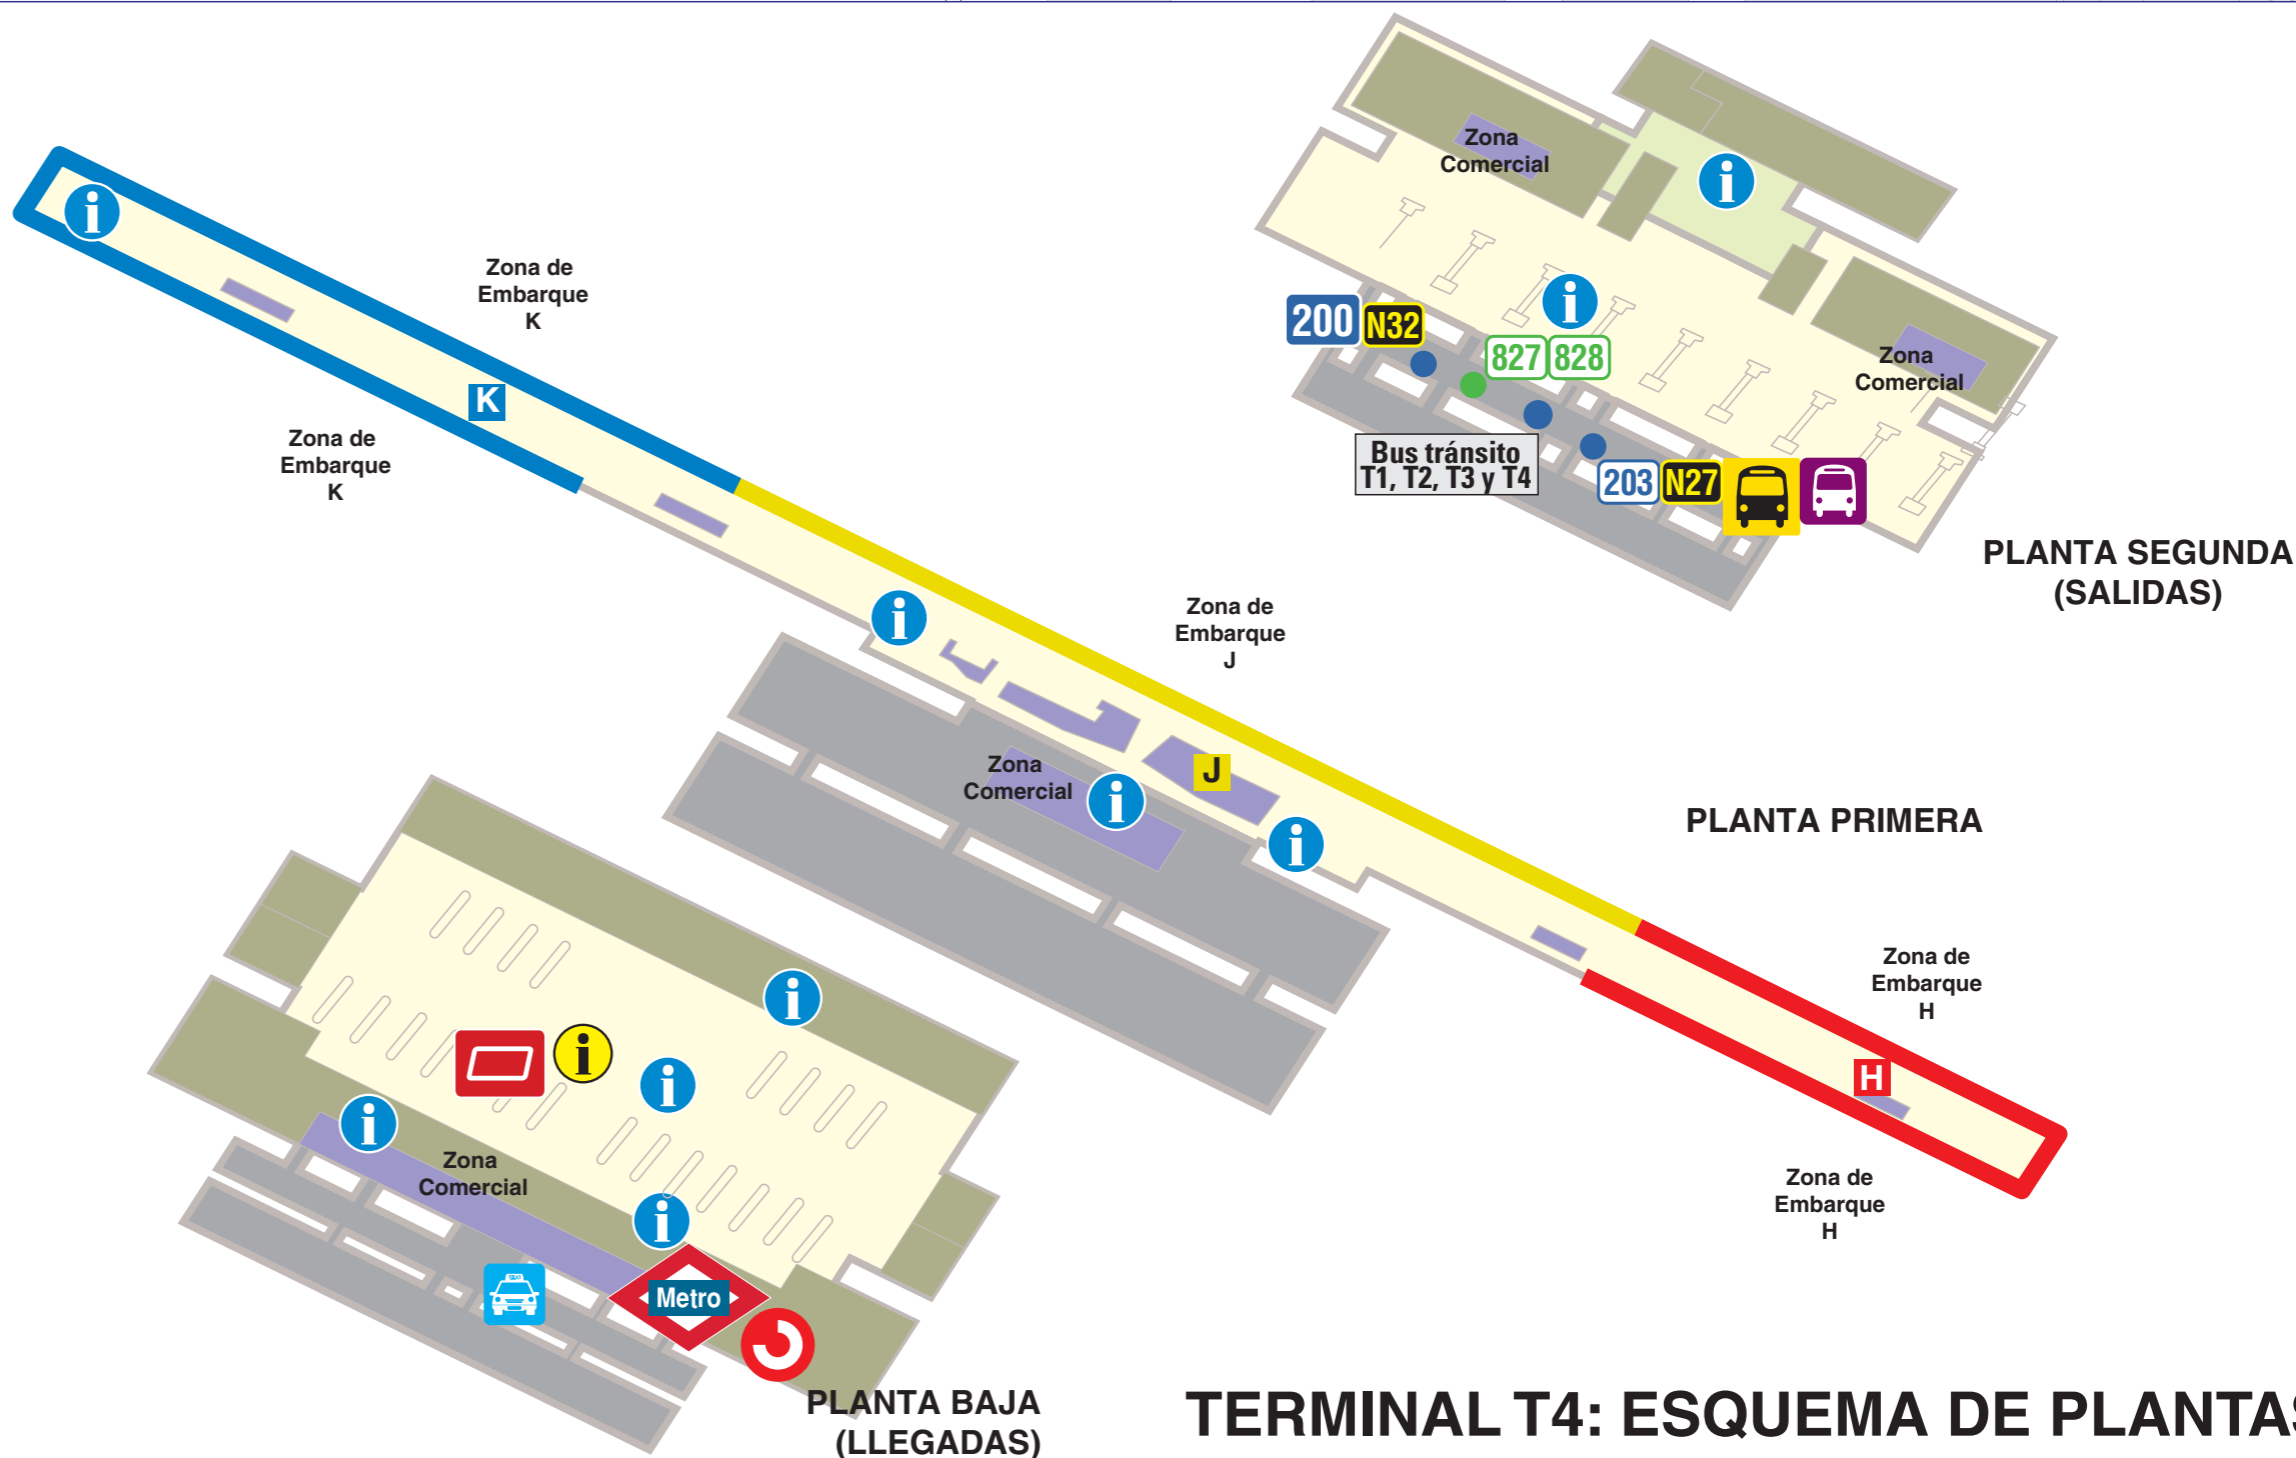 Zona
Comercial
i
i
200
N32
827
828
Zona
Comercial
Bus tránsito
T1, T2, T3 y T4
203
N27
PLANTA SEGUNDA
(SALIDAS)
i
Zona de
Embarque
K
K
Zona de
Embarque
K
i
Zona de
Embarque
J
J
Zona
Comercial
i
i
PLANTA PRIMERA
Zona de
Embarque
H
H
Zona de
Embarque
H
i
i
i
i
Zona
Comercial
i
TAXI
Metro
PLANTA BAJA
(LLEGADAS)
TERMINAL T4: ESQUEMA DE PLANTAS